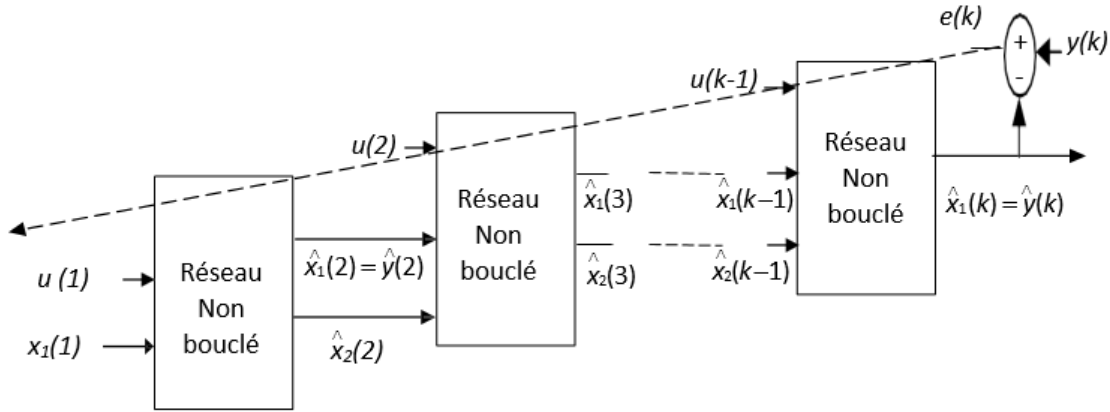 e(k)
+
-
y(k)
u(k-1)
u(2)
Réseau
Non
bouclé
x̂₁(k−1)
x̂₂(k−1)
x̂₁(k)=ŷ(k)
Réseau
Non
bouclé
x̂₁(3)
x̂₂(3)
u (1)
x₁(1)
Réseau
Non
bouclé
x̂₁(2)=ŷ(2)
x̂₂(2)